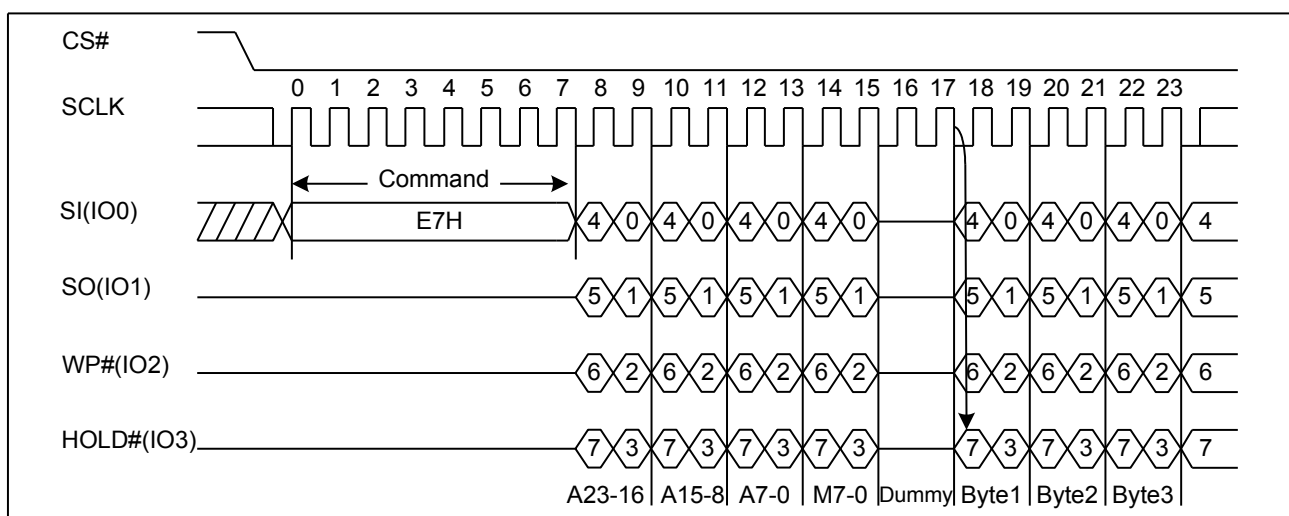 CS#
0 1 2 3 4 5 6 7 8 9 10 11 12 13 14 15 16 17 18 19 20 21 22 23
SCLK
Command
SI(IO0) E7H 4 0 4 0 4 0 4 0 4 0 4 0 4 0 4
SO(IO1) 5 1 5 1 5 1 5 1 5 1 5 1 5 1 5
WP#(IO2) 6 2 6 2 6 2 6 2 6 2 6 2 6 2 6
HOLD#(IO3) 7 3 7 3 7 3 7 3 7 3 7 3 7 3 7
A23-16 A15-8 A7-0 M7-0 Dummy Byte1 Byte2 Byte3